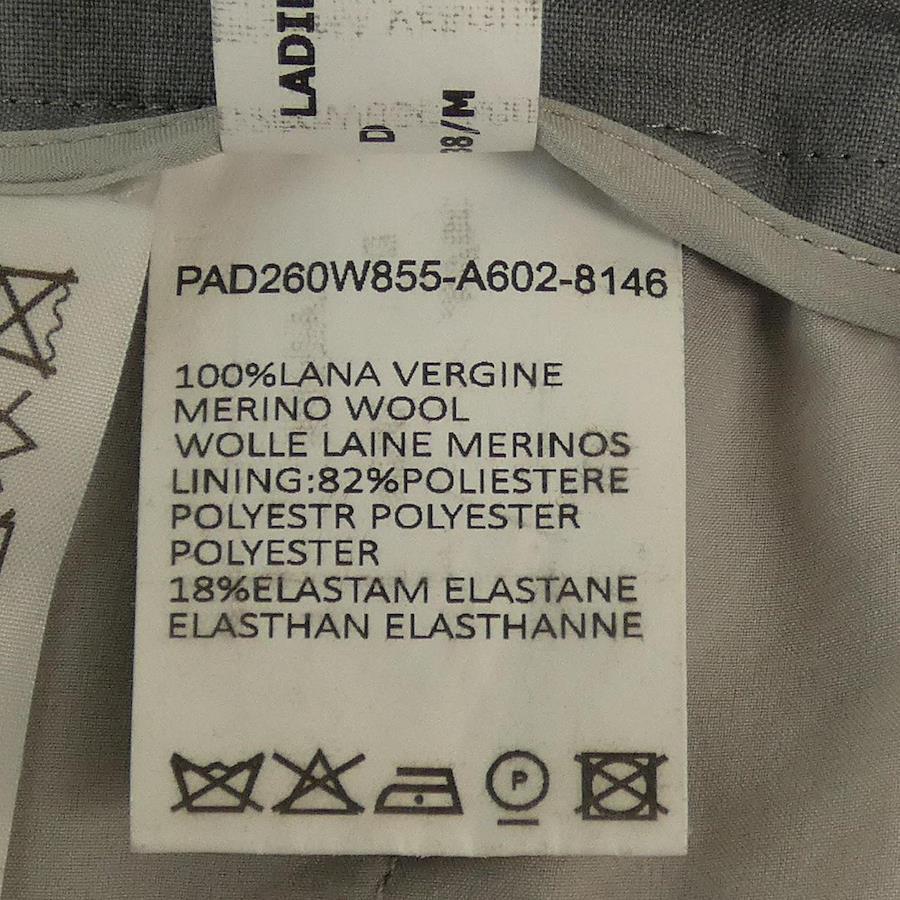 LADIE
D
38/M
PAD260W855-A602-8146
100%LANA VERGINE
MERINO WOOL
WOLLE LAINE MERINOS
LINING:82%POLIESTERE
POLYESTR POLYESTER
POLYESTER
18%ELASTAM ELASTANE
ELASTHAN ELASTHANNE
P